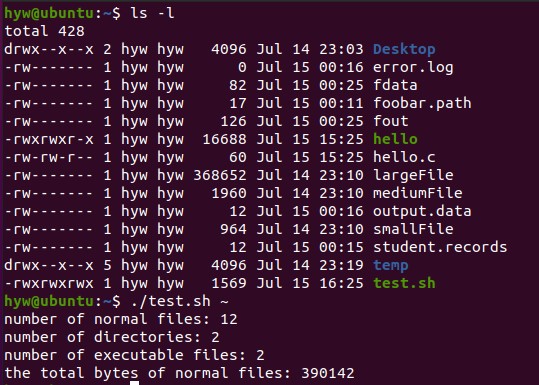 hyw@ubuntu:~$ ls -l
total 428
drwx--x--x 2 hyw hyw   4096 Jul 14 23:03 Desktop
-rw------- 1 hyw hyw      0 Jul 15 00:16 error.log
-rw------- 1 hyw hyw     82 Jul 15 00:25 fdata
-rw------- 1 hyw hyw     17 Jul 15 00:11 foobar.path
-rw------- 1 hyw hyw    126 Jul 15 00:25 fout
-rwxrwxr-x 1 hyw hyw  16688 Jul 15 15:25 hello
-rw-rw-r-- 1 hyw hyw     60 Jul 15 15:25 hello.c
-rw------- 1 hyw hyw 368652 Jul 14 23:10 largeFile
-rw------- 1 hyw hyw   1960 Jul 14 23:10 mediumFile
-rw------- 1 hyw hyw     12 Jul 15 00:16 output.data
-rw------- 1 hyw hyw    964 Jul 14 23:10 smallFile
-rw------- 1 hyw hyw     12 Jul 15 00:15 student.records
drwx--x--x 5 hyw hyw   4096 Jul 14 23:19 temp
-rwxrwxrwx 1 hyw hyw   1569 Jul 15 16:25 test.sh
hyw@ubuntu:~$ ./test.sh ~
number of normal files: 12
number of directories: 2
number of executable files: 2
the total bytes of normal files: 390142